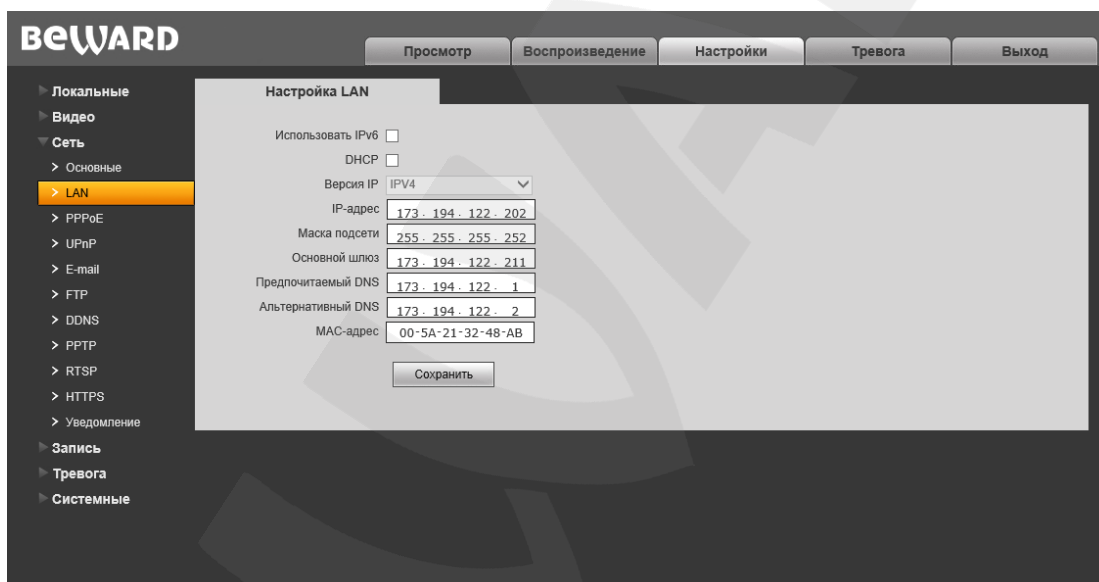 BEWARD
Просмотр Воспроизведение Настройки Тревога Выход
Локальные
Видео
Сеть
Основные
LAN
PPPoE
UPnP
E-mail
FTP
DDNS
PPTP
RTSP
HTTPS
Уведомление
Запись
Тревога
Системные
Настройка LAN
Использовать IPv6
DHCP
Версия IP IPV4
IP-адрес 173 . 194 . 122 . 202
Маска подсети 255 . 255 . 255 . 252
Основной шлюз 173 . 194 . 122 . 211
Предпочитаемый DNS 173 . 194 . 122 . 1
Альтернативный DNS 173 . 194 . 122 . 2
MAC-адрес 00-5A-21-32-48-AB
Сохранить